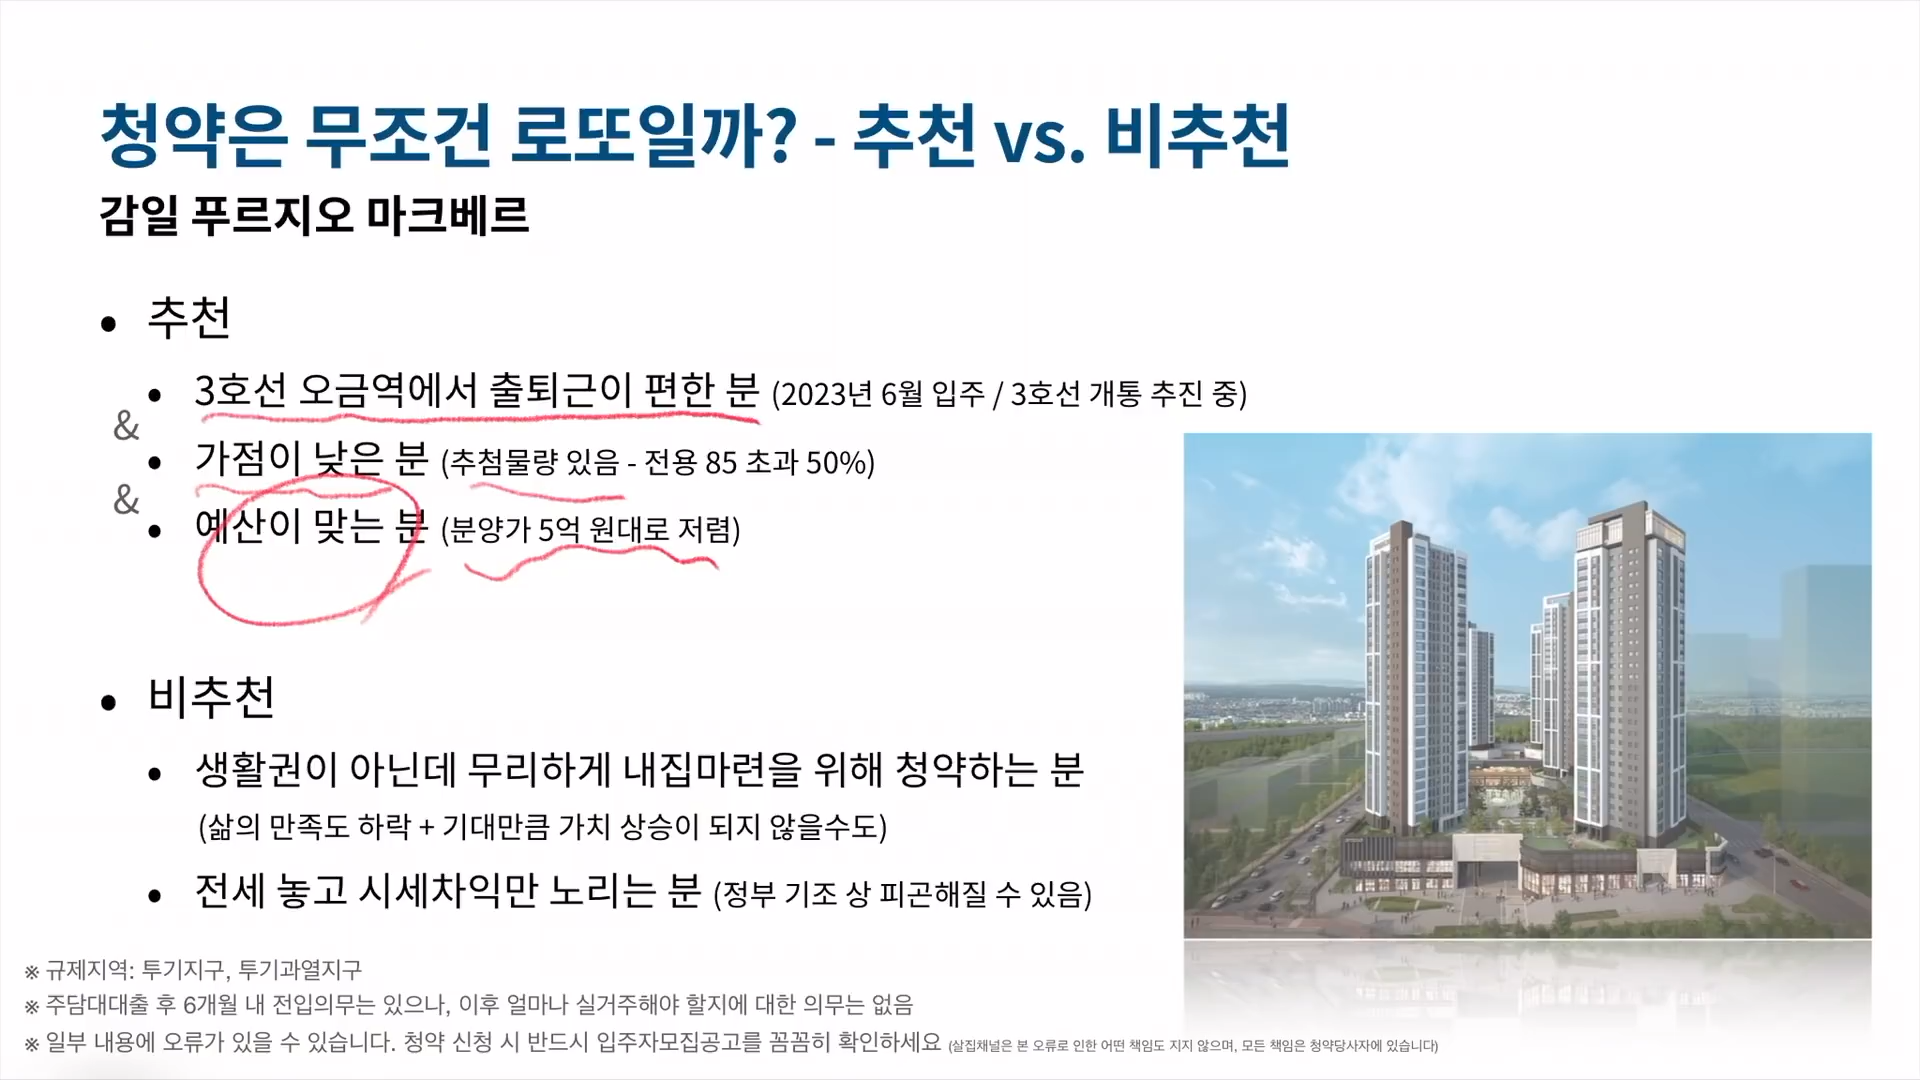 청약은 무조건 로또일까? - 추천 vs. 비추천
감일 푸르지오 마크베르
• 추천
• 3호선 오금역에서 출퇴근이 편한 분 (2023년 6월 입주 / 3호선 개통 추진 중)
&
• 가점이 낮은 분 (추첨물량 있음 - 전용 85 초과 50%)
&
• 예산이 맞는 분 (분양가 5억 원대로 저렴)
• 비추천
• 생활권이 아닌데 무리하게 내집마련을 위해 청약하는 분
(삶의 만족도 하락 + 기대만큼 가치 상승이 되지 않을수도)
• 전세 놓고 시세차익만 노리는 분 (정부 기조 상 피곤해질 수 있음)
※ 규제지역: 투기지구, 투기과열지구
※ 주담대대출 후 6개월 내 전입의무는 있으나, 이후 얼마나 실거주해야 할지에 대한 의무는 없음
※ 일부 내용에 오류가 있을 수 있습니다. 청약 신청 시 반드시 입주자모집공고를 꼼꼼히 확인하세요 (살집채널은 본 오류로 인한 어떤 책임도 지지 않으며, 모든 책임은 청약당사자에 있습니다)